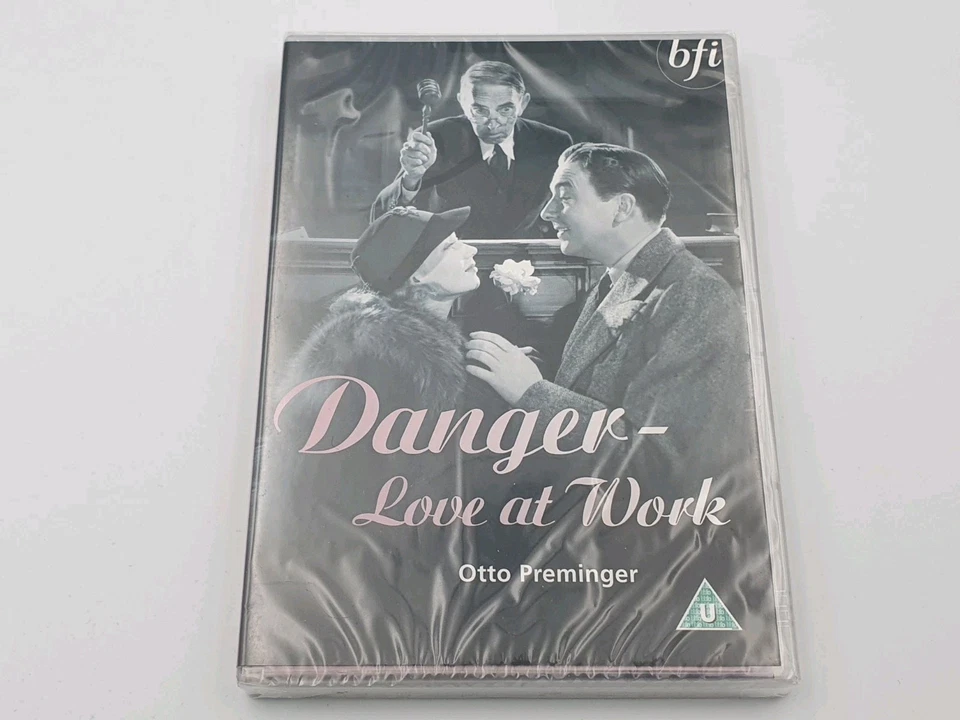 bfi
Danger -
Love at Work
Otto Preminger
U